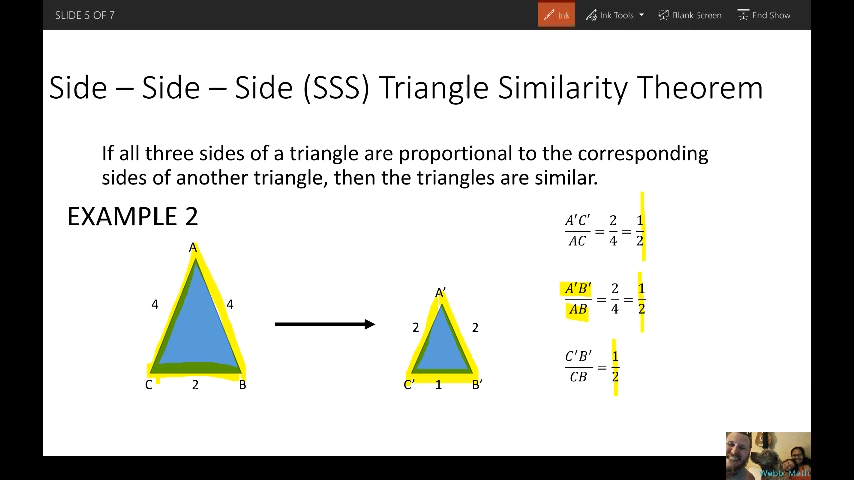 SLIDE 5 OF 7
Ink
Ink Tools
Blank Screen
End Show
Side – Side – Side (SSS) Triangle Similarity Theorem
If all three sides of a triangle are proportional to the corresponding
sides of another triangle, then the triangles are similar.
EXAMPLE 2
A
4
4
C
2
B
A'
2
2
C'
1
B'
A'C'/AC = 2/4 = 1/2
A'B'/AB = 2/4 = 1/2
C'B'/CB = 1/2
Webb Math